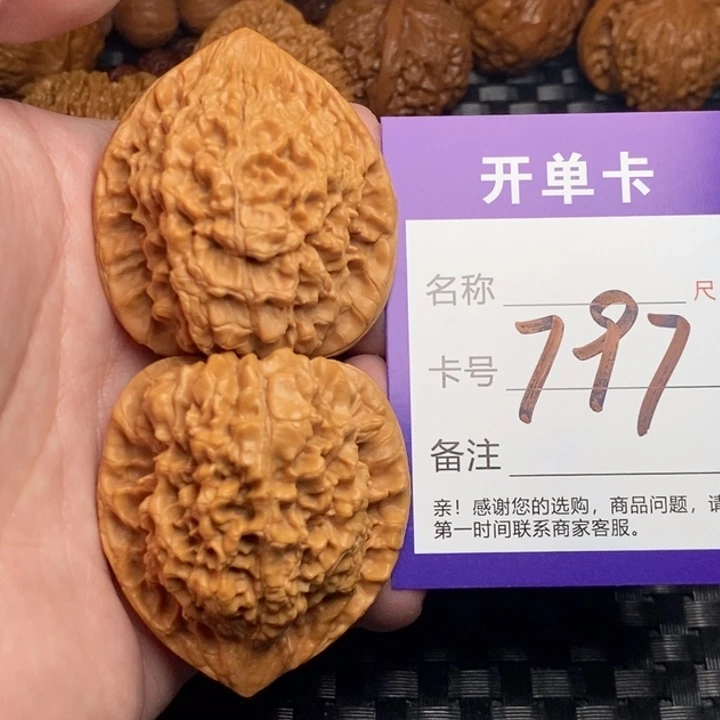 开单卡
名称 尺
卡号 797
备注
亲！感谢您的选购，商品问题，请
第一时间联系商家客服。